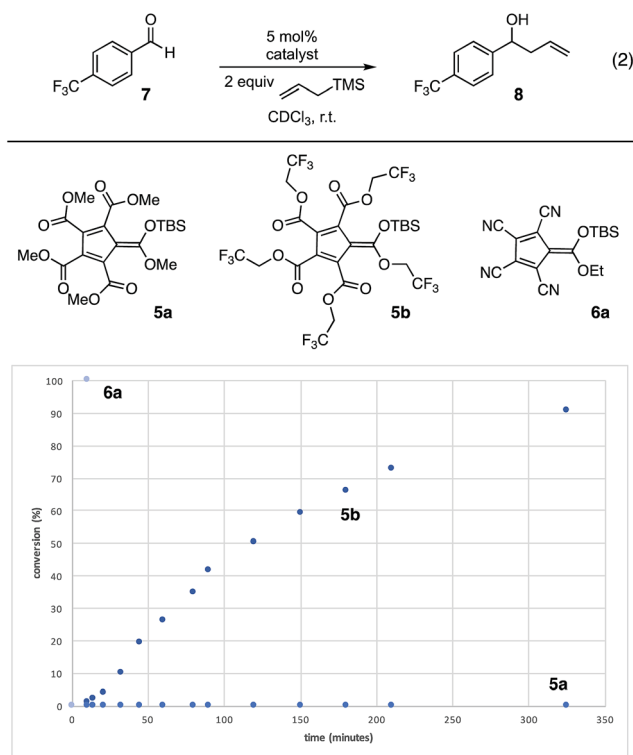 O
H
F3C
7
5 mol%
catalyst
2 equiv
TMS
CDCl3, r.t.
OH
F3C
8
(2)
OMe
O
O
OMe
OTBS
OMe
MeO
O
MeO
O
5a
CF3
O
O
O
O
CF3
OTBS
O
CF3
F3C
O
O
O
O
F3C
5b
CN
NC
OTBS
OEt
NC
CN
6a
100
90
80
70
60
50
40
30
20
10
0
conversion (%)
6a
5b
5a
0
50
100
150
200
250
300
350
time (minutes)